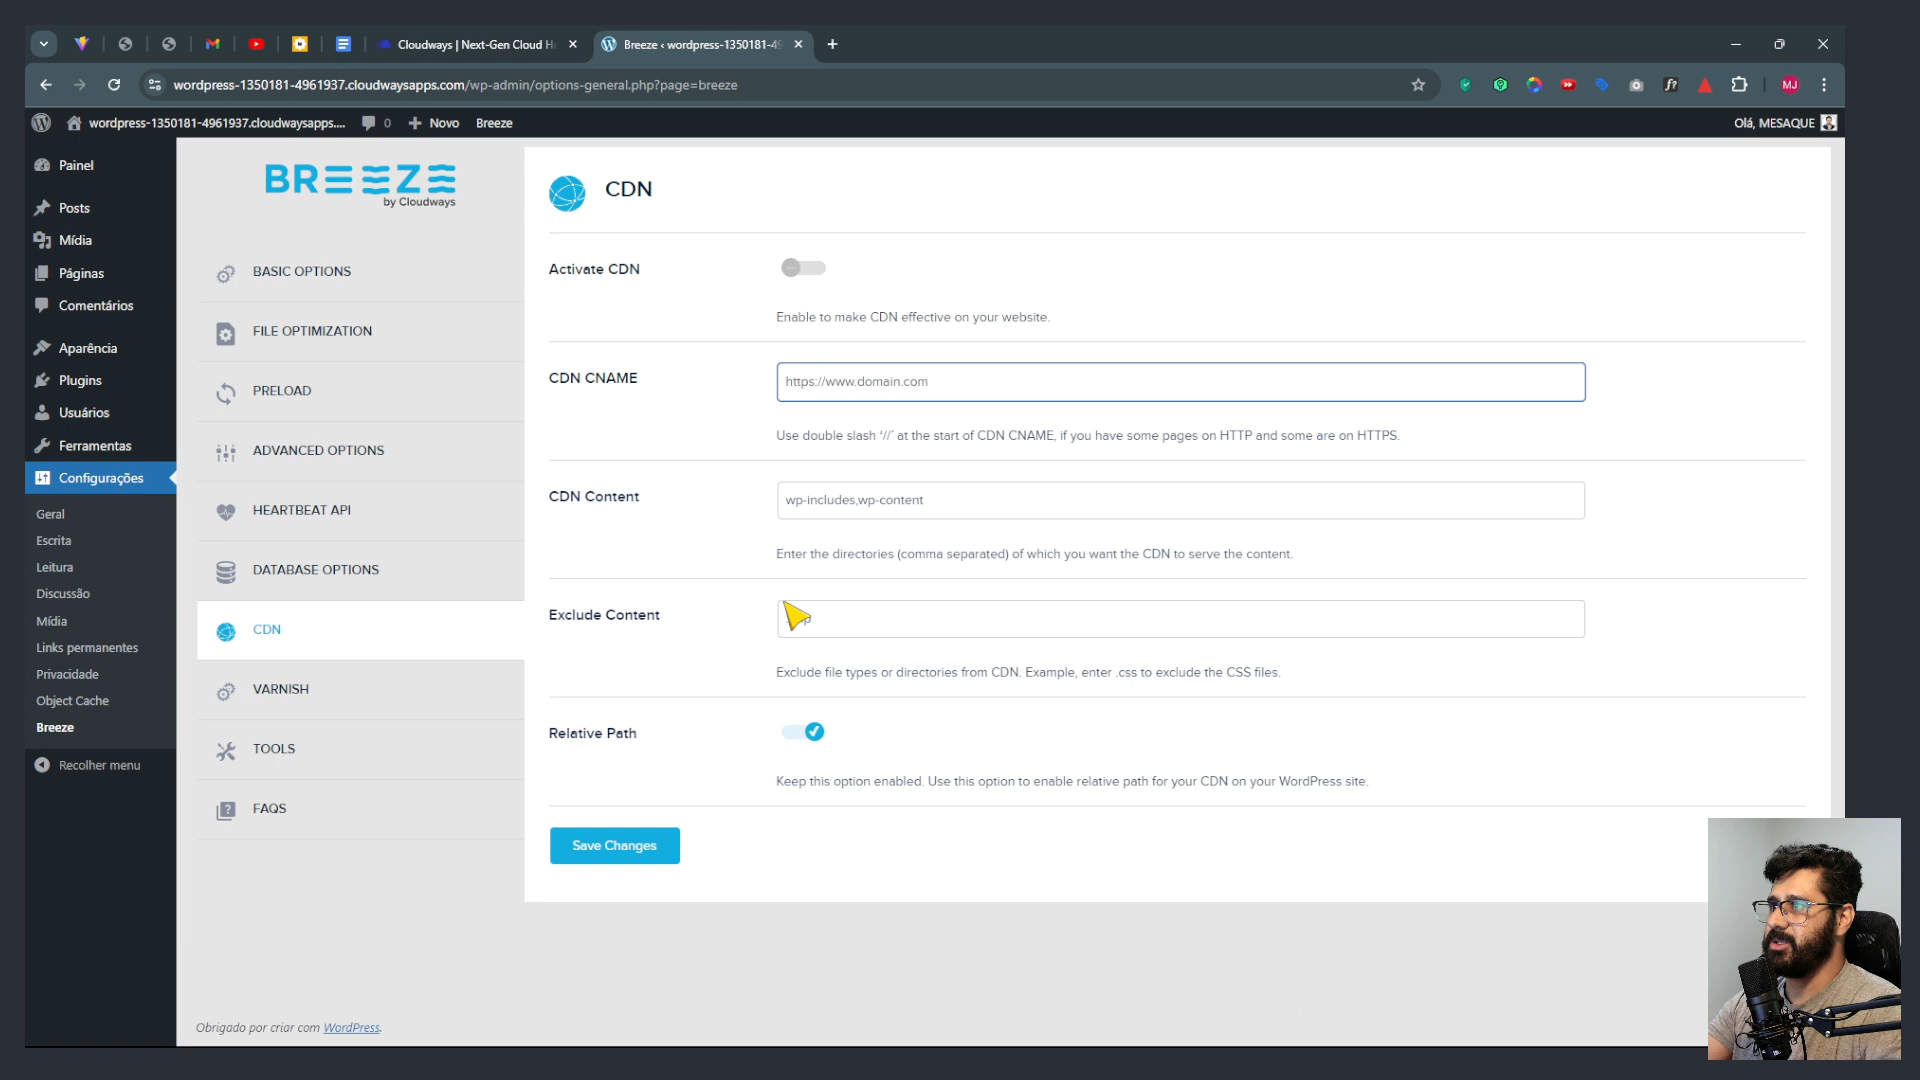 Cloudways | Next-Gen Cloud H
Breeze ‹ wordpress-1350181-49
wordpress-1350181-4961937.cloudwaysapps.com/wp-admin/options-general.php?page=breeze
f?
MJ
wordpress-1350181-4961937.cloudwaysapps....
0
Novo
Breeze
Olá, MESAQUE
Painel
Posts
Mídia
Páginas
Comentários
Aparência
Plugins
Usuários
Ferramentas
Configurações
Geral
Escrita
Leitura
Discussão
Mídia
Links permanentes
Privacidade
Object Cache
Breeze
Recolher menu
BREEZE
by Cloudways
BASIC OPTIONS
FILE OPTIMIZATION
PRELOAD
ADVANCED OPTIONS
HEARTBEAT API
DATABASE OPTIONS
CDN
VARNISH
TOOLS
FAQS
CDN
Activate CDN
Enable to make CDN effective on your website.
CDN CNAME
https://www.domain.com
Use double slash ‘//’ at the start of CDN CNAME, if you have some pages on HTTP and some are on HTTPS.
CDN Content
wp-includes,wp-content
Enter the directories (comma separated) of which you want the CDN to serve the content.
Exclude Content
Exclude file types or directories from CDN. Example, enter .css to exclude the CSS files.
Relative Path
Keep this option enabled. Use this option to enable relative path for your CDN on your WordPress site.
Save Changes
Obrigado por criar com WordPress.